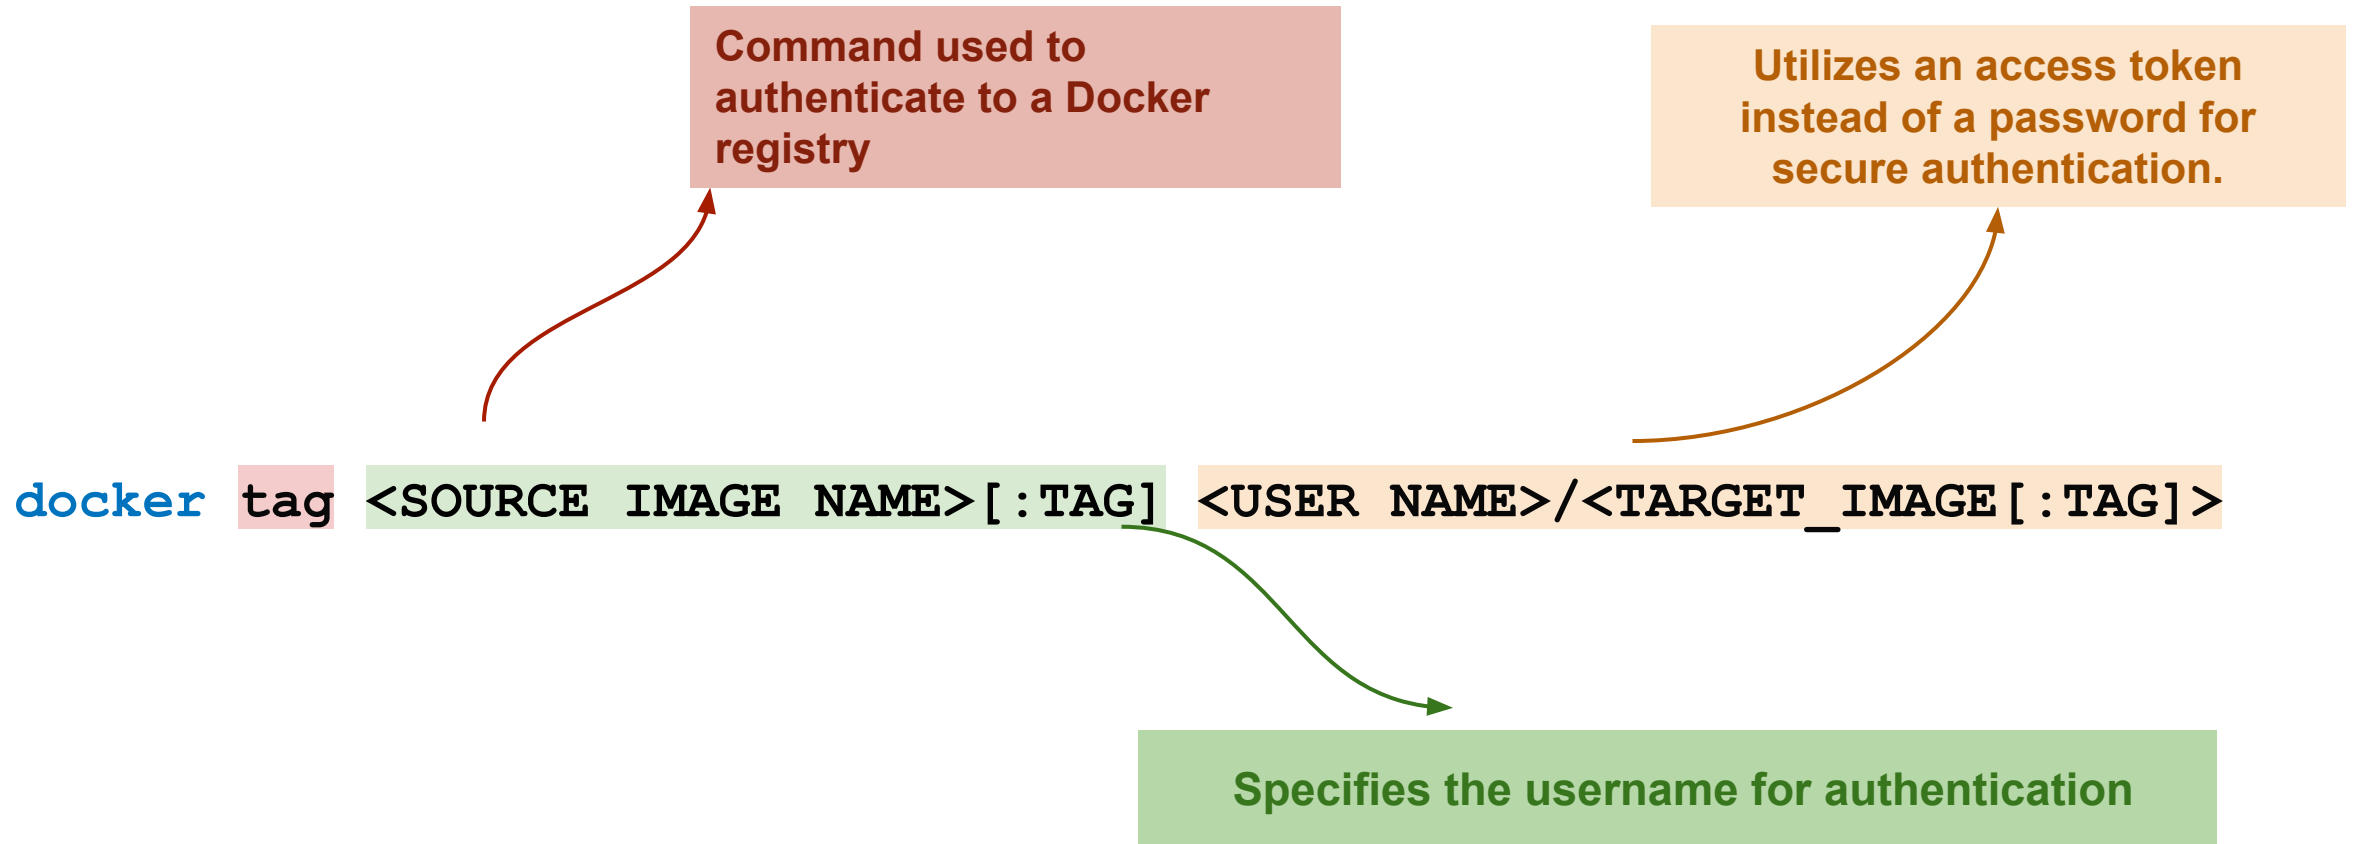 Command used to
authenticate to a Docker
registry
Utilizes an access token
instead of a password for
secure authentication.
docker tag <SOURCE IMAGE NAME>[:TAG] <USER NAME>/<TARGET_IMAGE[:TAG]>
Specifies the username for authentication